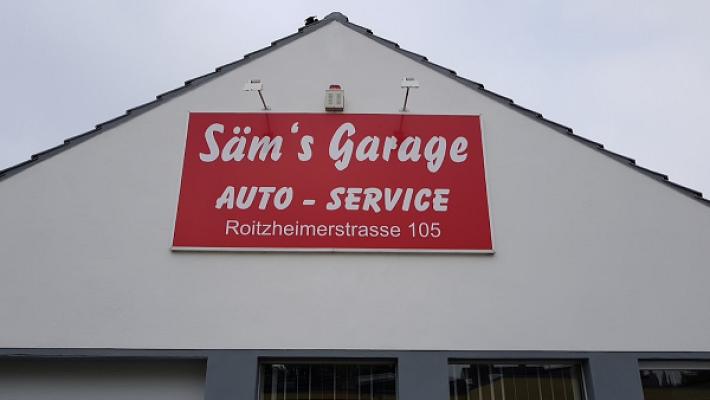 Säm‘s Garage
AUTO - SERVICE
Roitzheimerstrasse 105